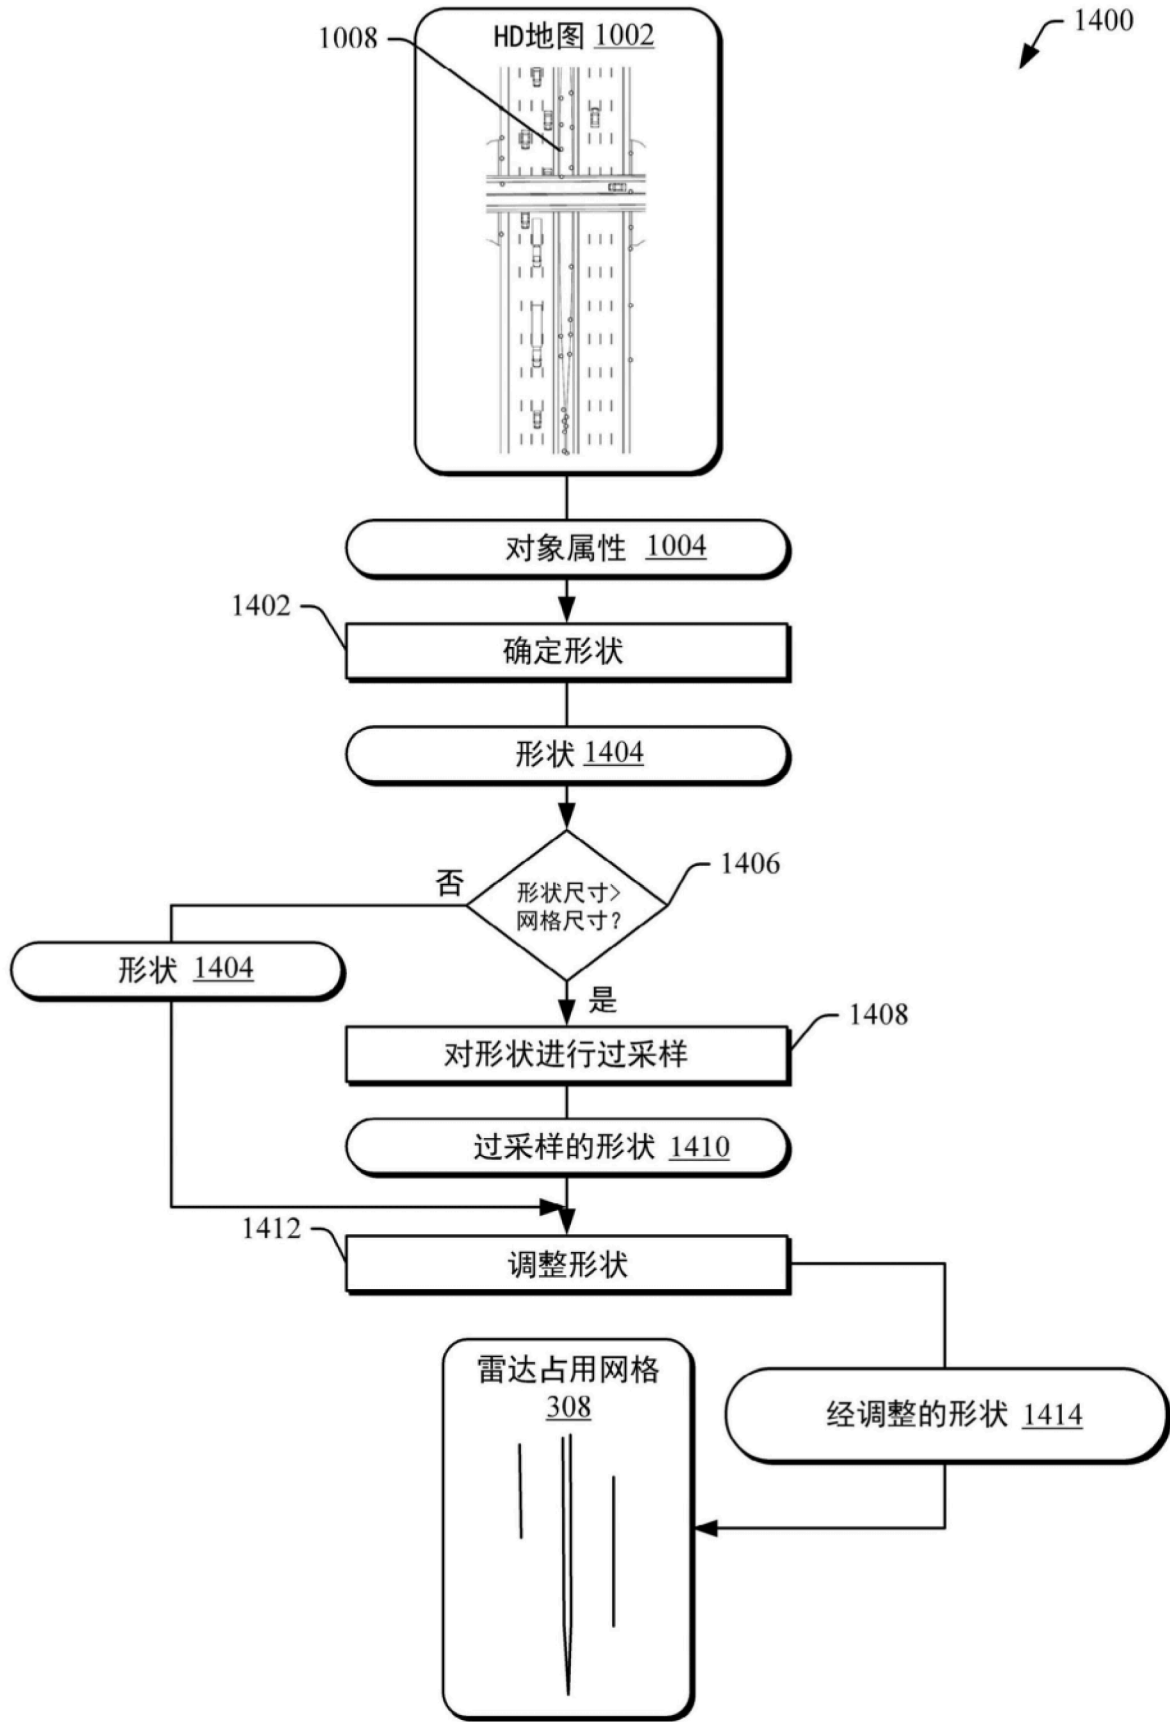 1400
HD地图 1002
1008
对象属性 1004
1402
确定形状
形状 1404
1406
形状尺寸>
网格尺寸?
否
形状 1404
是
1408
对形状进行过采样
过采样的形状 1410
1412
调整形状
雷达占用网格
308
经调整的形状 1414